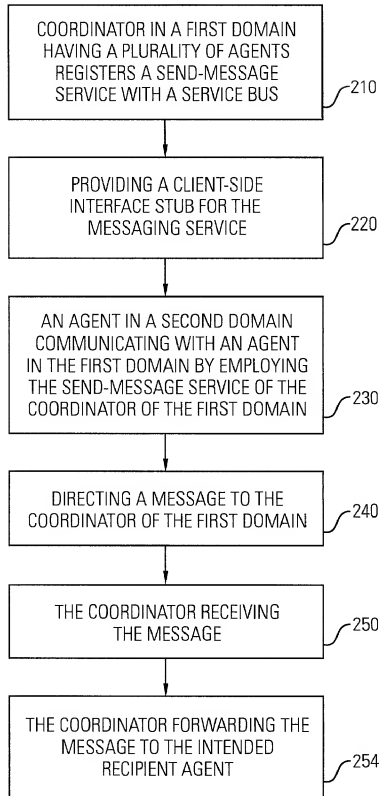 COORDINATOR IN A FIRST DOMAIN
HAVING A PLURALITY OF AGENTS
REGISTERS A SEND-MESSAGE
SERVICE WITH A SERVICE BUS
210
PROVIDING A CLIENT-SIDE
INTERFACE STUB FOR THE
MESSAGING SERVICE
220
AN AGENT IN A SECOND DOMAIN
COMMUNICATING WITH AN AGENT
IN THE FIRST DOMAIN BY EMPLOYING
THE SEND-MESSAGE SERVICE OF THE
COORDINATOR OF THE FIRST DOMAIN
230
DIRECTING A MESSAGE TO THE
COORDINATOR OF THE FIRST DOMAIN
240
THE COORDINATOR RECEIVING
THE MESSAGE
250
THE COORDINATOR FORWARDING THE
MESSAGE TO THE INTENDED
RECIPIENT AGENT
254